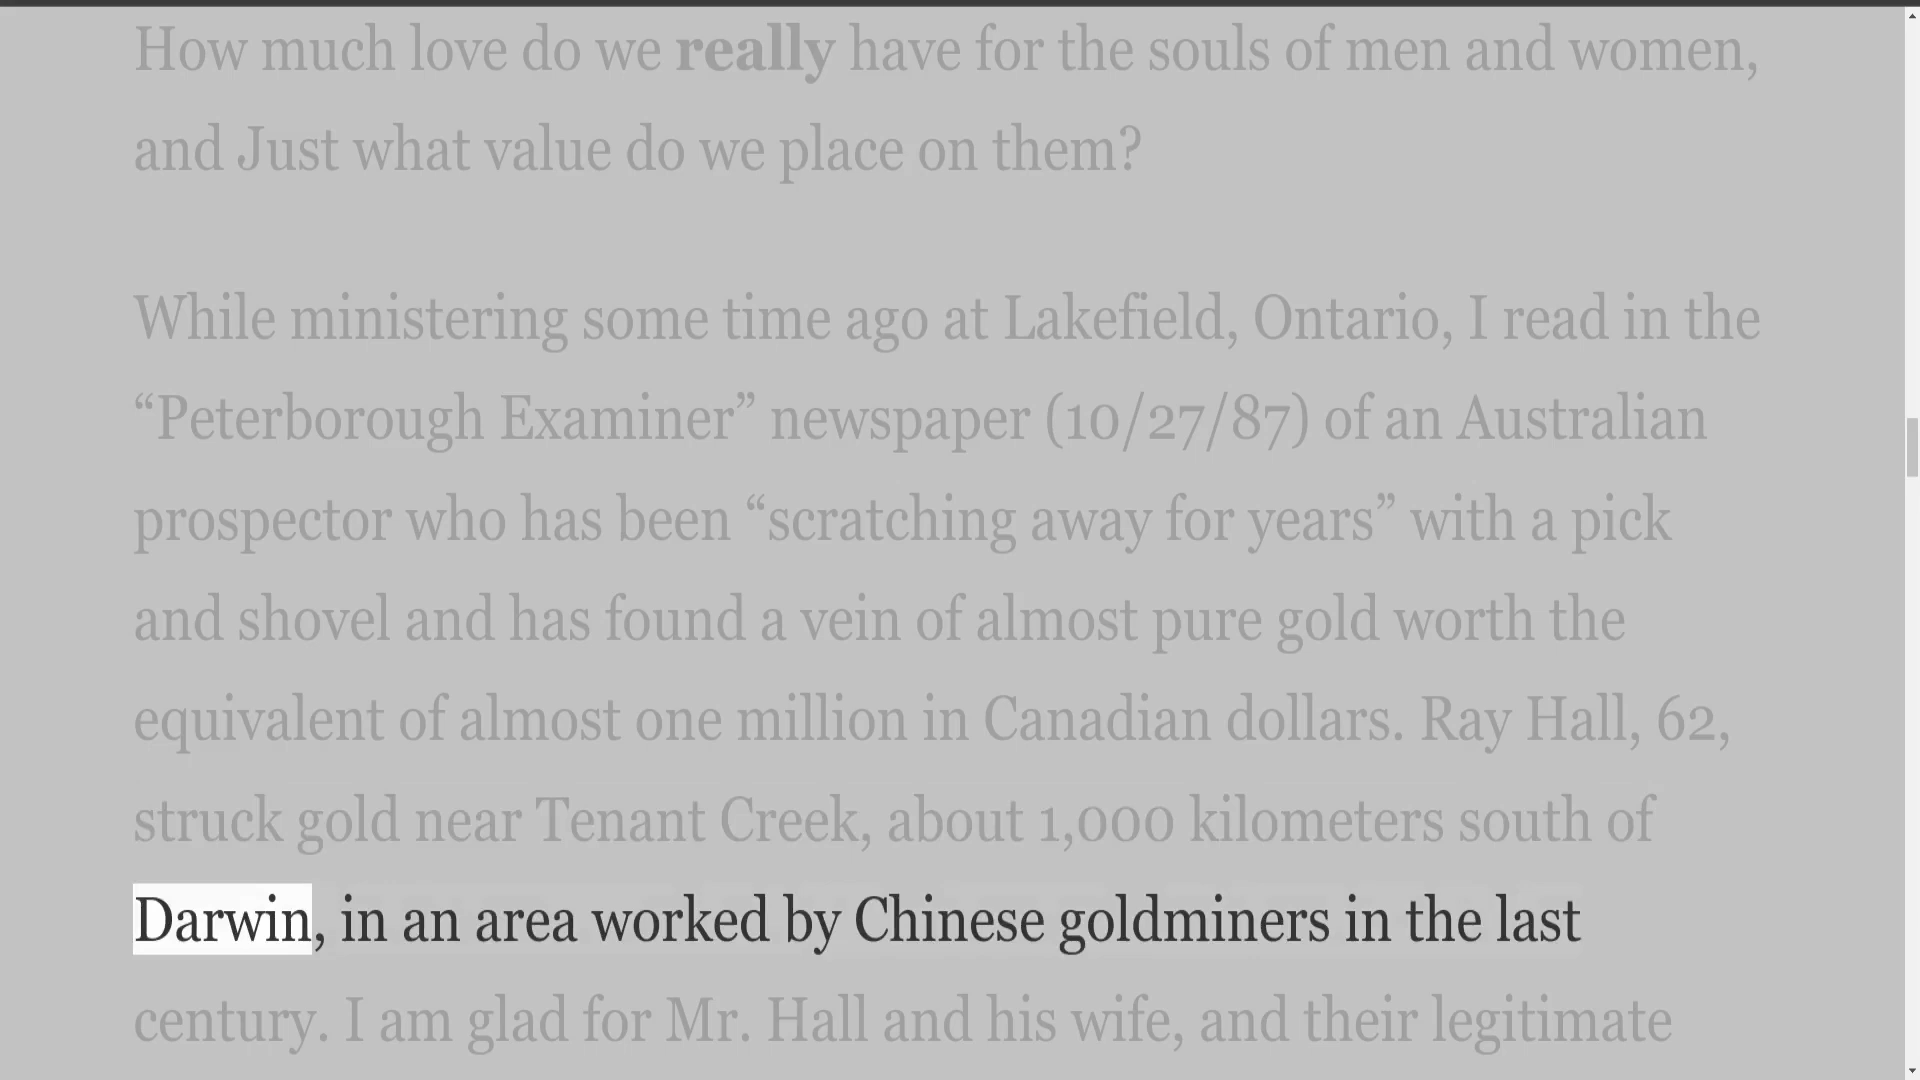 How much love do we really have for the souls of men and women,
and Just what value do we place on them?
While ministering some time ago at Lakefield, Ontario, I read in the
“Peterborough Examiner” newspaper (10/27/87) of an Australian
prospector who has been “scratching away for years” with a pick
and shovel and has found a vein of almost pure gold worth the
equivalent of almost one million in Canadian dollars. Ray Hall, 62,
struck gold near Tenant Creek, about 1,000 kilometers south of
Darwin, in an area worked by Chinese goldminers in the last
century. I am glad for Mr. Hall and his wife, and their legitimate